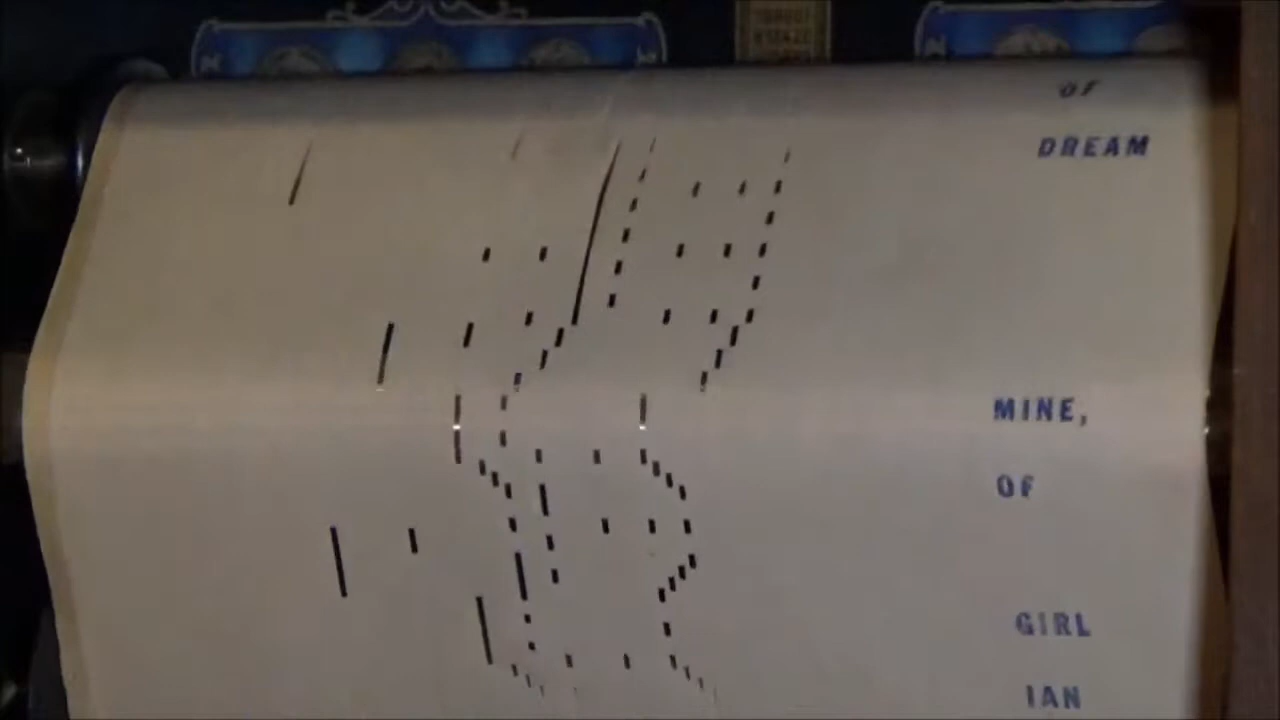 OF
DREAM
MINE,
OF
GIRL
IAN